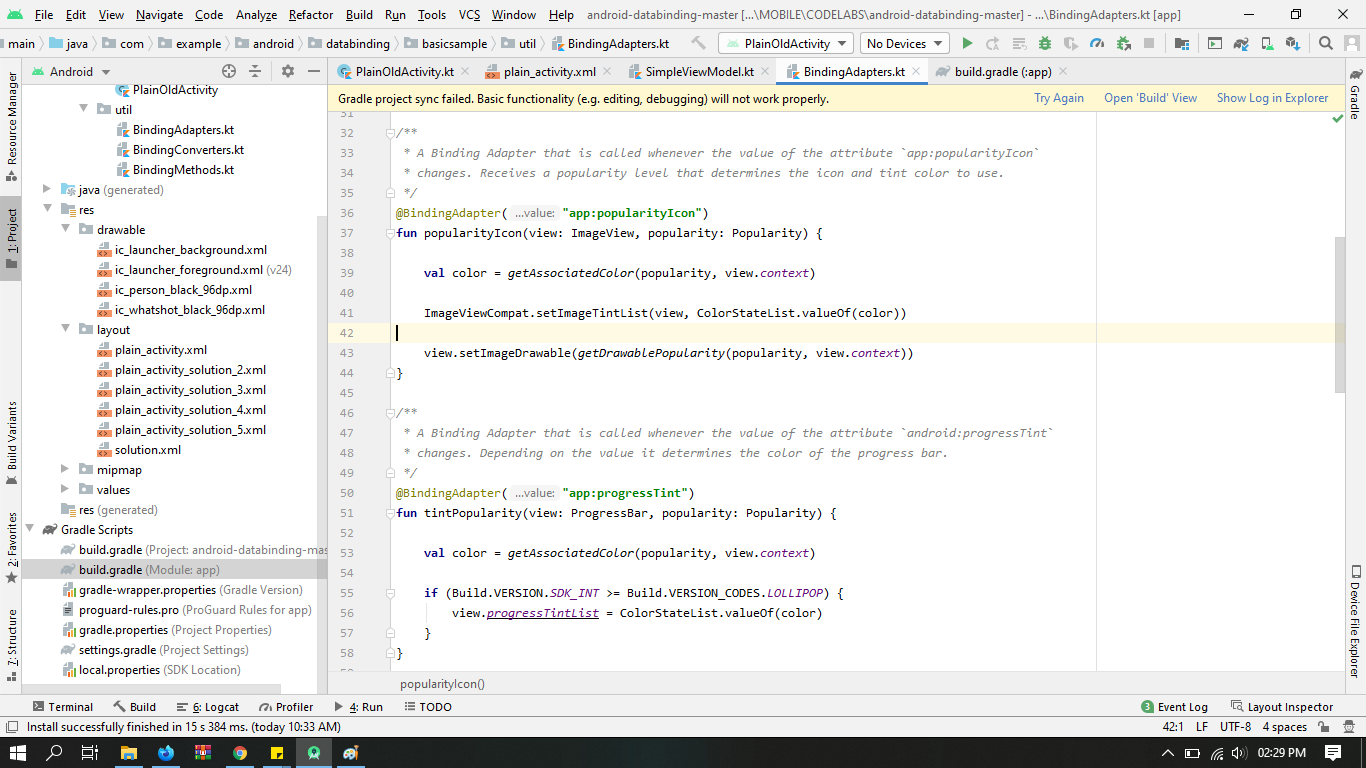 File Edit View Navigate Code Analyze Refactor Build Run Tools VCS Window Help android-databinding-master [...\MOBILE\CODELABS\android-databinding-master] - ...\BindingAdapters.kt [app]
main java com example android databinding basicsample util BindingAdapters.kt PlainOldActivity No Devices
Android PlainOldActivity.kt plain_activity.xml SimpleViewModel.kt BindingAdapters.kt build.gradle (:app)
Gradle project sync failed. Basic functionality (e.g. editing, debugging) will not work properly. Try Again Open 'Build' View Show Log in Explorer
Resource Manager
1: Project
Build Variants
2: Favorites
7: Structure
PlainOldActivity
util
BindingAdapters.kt
BindingConverters.kt
BindingMethods.kt
java (generated)
res
drawable
ic_launcher_background.xml
ic_launcher_foreground.xml (v24)
ic_person_black_96dp.xml
ic_whatshot_black_96dp.xml
layout
plain_activity.xml
plain_activity_solution_2.xml
plain_activity_solution_3.xml
plain_activity_solution_4.xml
plain_activity_solution_5.xml
solution.xml
mipmap
values
res (generated)
Gradle Scripts
build.gradle (Project: android-databinding-mas
build.gradle (Module: app)
gradle-wrapper.properties (Gradle Version)
proguard-rules.pro (ProGuard Rules for app)
gradle.properties (Project Properties)
settings.gradle (Project Settings)
local.properties (SDK Location)
31
32 /**
33 * A Binding Adapter that is called whenever the value of the attribute `app:popularityIcon`
34 * changes. Receives a popularity level that determines the icon and tint color to use.
35 */
36 @BindingAdapter( ...value: "app:popularityIcon")
37 fun popularityIcon(view: ImageView, popularity: Popularity) {
38
39 val color = getAssociatedColor(popularity, view.context)
40
41 ImageViewCompat.setImageTintList(view, ColorStateList.valueOf(color))
42
43 view.setImageDrawable(getDrawablePopularity(popularity, view.context))
44 }
45
46 /**
47 * A Binding Adapter that is called whenever the value of the attribute `android:progressTint`
48 * changes. Depending on the value it determines the color of the progress bar.
49 */
50 @BindingAdapter( ...value: "app:progressTint")
51 fun tintPopularity(view: ProgressBar, popularity: Popularity) {
52
53 val color = getAssociatedColor(popularity, view.context)
54
55 if (Build.VERSION.SDK_INT >= Build.VERSION_CODES.LOLLIPOP) {
56 view.progressTintList = ColorStateList.valueOf(color)
57 }
58 }
popularityIcon()
Gradle
Device File Explorer
Terminal Build 6: Logcat Profiler 4: Run TODO 3 Event Log Layout Inspector
Install successfully finished in 15 s 384 ms. (today 10:33 AM) 42:1 LF UTF-8 4 spaces
02:29 PM